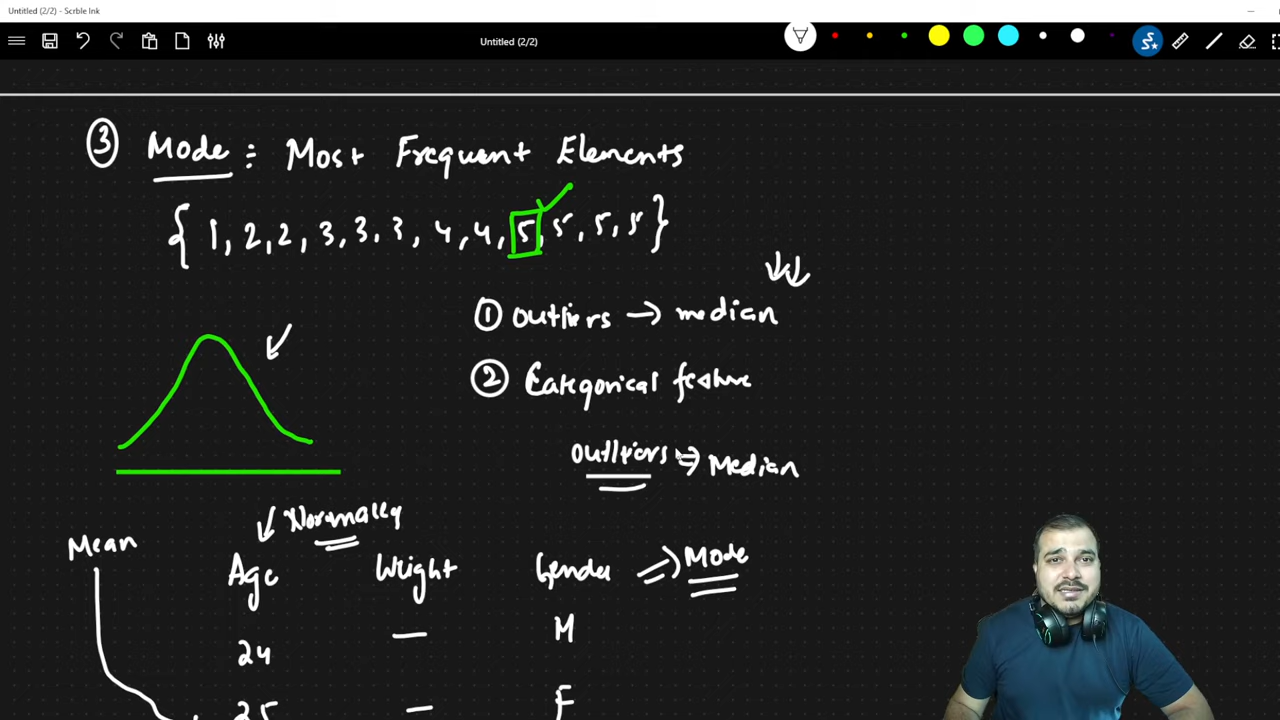 Untitled (2/2) - Scrble Ink
Untitled (2/2)
③ Mode : Most Frequent Elements
{ 1, 2, 2, 3, 3, 3, 4, 4, 5, 5, 5, 5 }
① Outliers → median
② Categorical feature
Outliers ⇒ Median
Normally
Mean
Age Weight Gender ⇒ Mode
24 — M
25 — F